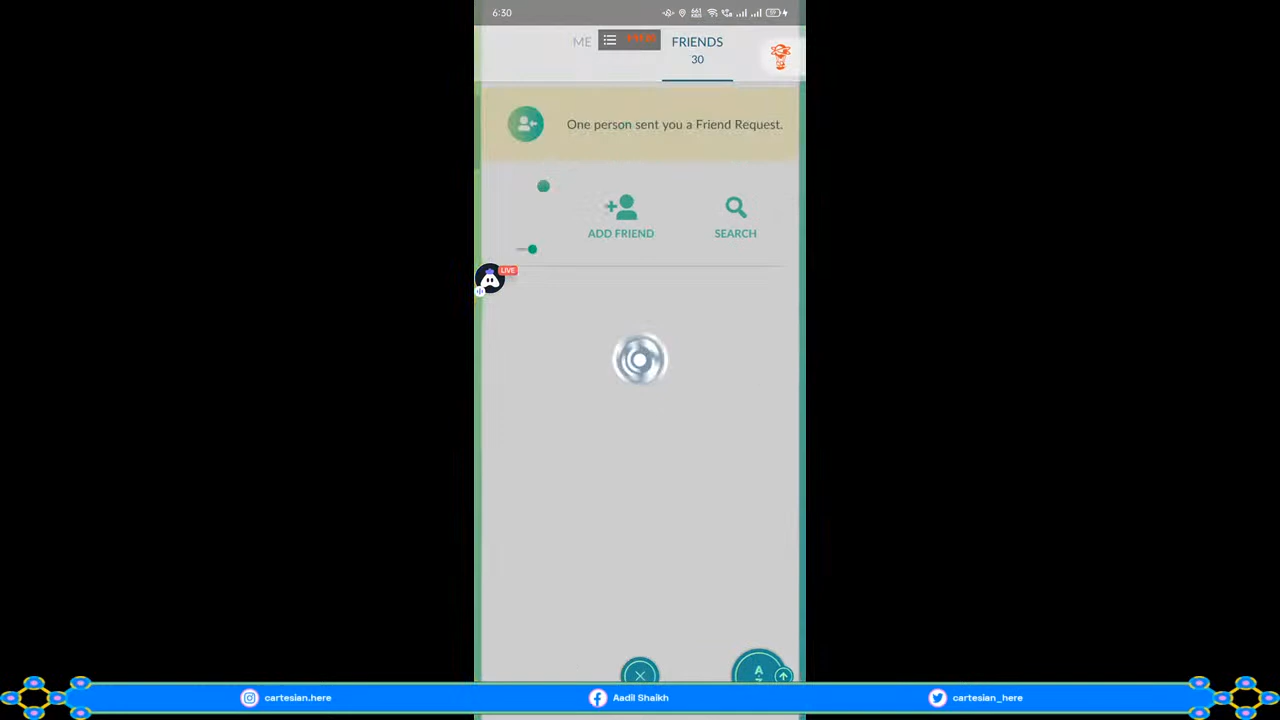 6:30
ME
FRIENDS
30
One person sent you a Friend Request.
ADD FRIEND
SEARCH
LIVE
A
cartesian.here
Aadil Shaikh
cartesian_here